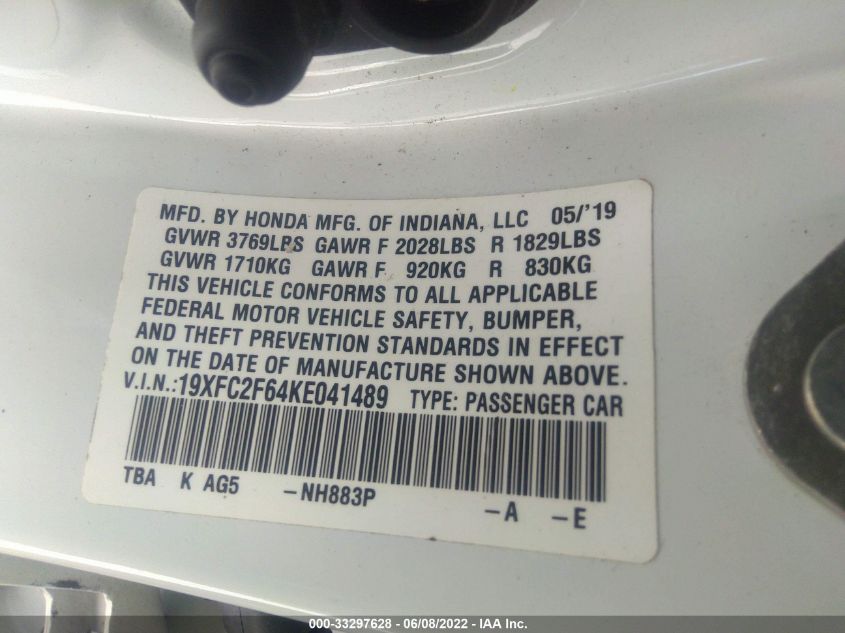 MFD. BY HONDA MFG. OF INDIANA, LLC 05/'19
GVWR 3769LBS GAWR F 2028LBS R 1829LBS
GVWR 1710KG GAWR F 920KG R 830KG
THIS VEHICLE CONFORMS TO ALL APPLICABLE
FEDERAL MOTOR VEHICLE SAFETY, BUMPER,
AND THEFT PREVENTION STANDARDS IN EFFECT
ON THE DATE OF MANUFACTURE SHOWN ABOVE.
V.I.N.:19XFC2F64KE041489 TYPE: PASSENGER CAR
TBA K AG5 -NH883P -A -E
000-33297628 - 06/08/2022 - IAA Inc.